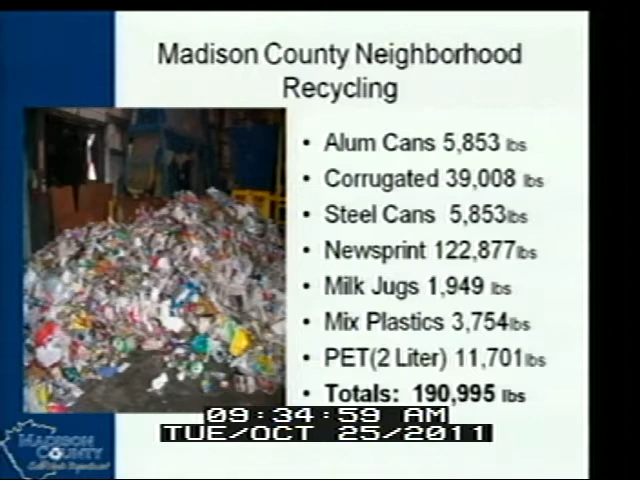 Madison County Neighborhood
Recycling
• Alum Cans 5,853 lbs
• Corrugated 39,008 lbs
• Steel Cans 5,853lbs
• Newsprint 122,877lbs
• Milk Jugs 1,949 lbs
• Mix Plastics 3,754lbs
• PET(2 Liter) 11,701lbs
• Totals: 190,995 lbs
09:34:59 AM
TUE/OCT 25/2011
MADISON
COUNTY